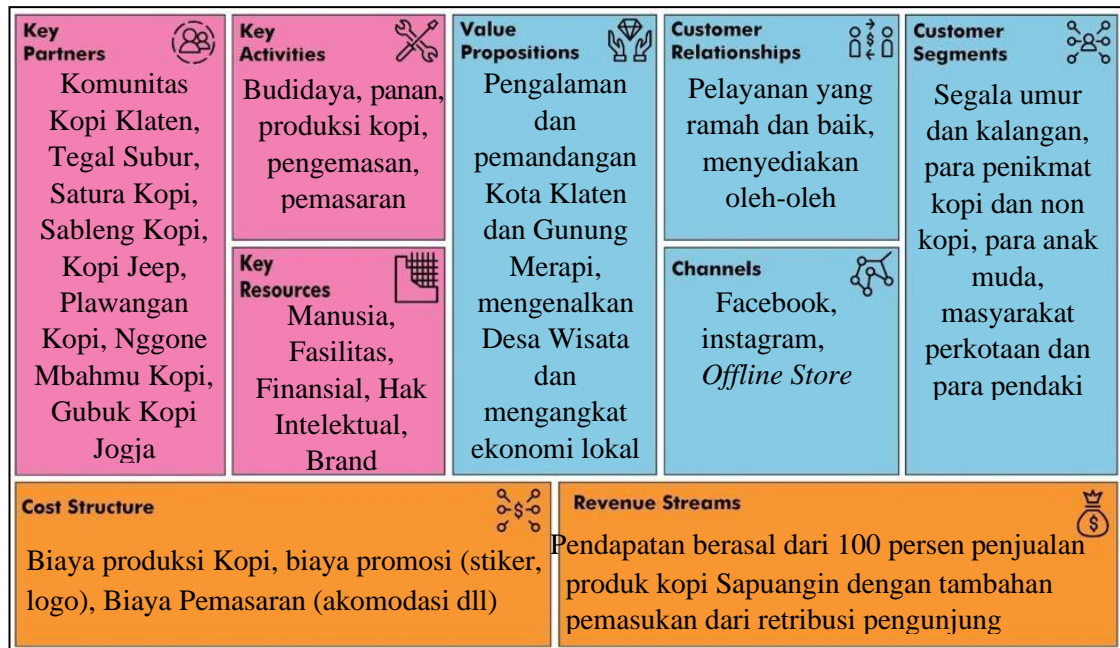 Key
Partners
Komunitas
Kopi Klaten,
Tegal Subur,
Satura Kopi,
Sableng Kopi,
Kopi Jeep,
Plawangan
Kopi, Nggone
Mbahmu Kopi,
Gubuk Kopi
Jogja
Key
Activities
Budidaya, panan,
produksi kopi,
pengemasan,
pemasaran
Key
Resources
Manusia,
Fasilitas,
Finansial, Hak
Intelektual,
Brand
Value
Propositions
Pengalaman
dan
pemandangan
Kota Klaten
dan Gunung
Merapi,
mengenalkan
Desa Wisata
dan
mengangkat
ekonomi lokal
Customer
Relationships
Pelayanan yang
ramah dan baik,
menyediakan
oleh-oleh
Channels
Facebook,
instagram,
Offline Store
Customer
Segments
Segala umur
dan kalangan,
para penikmat
kopi dan non
kopi, para anak
muda,
masyarakat
perkotaan dan
para pendaki
Cost Structure
Biaya produksi Kopi, biaya promosi (stiker,
logo), Biaya Pemasaran (akomodasi dll)
Revenue Streams
Pendapatan berasal dari 100 persen penjualan
produk kopi Sapuangin dengan tambahan
pemasukan dari retribusi pengunjung